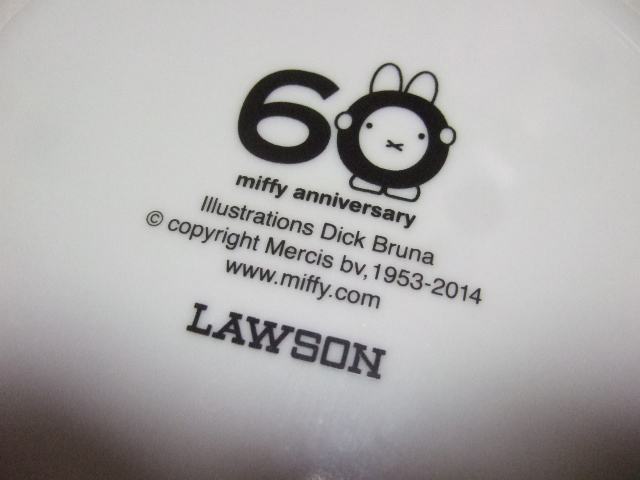 60
miffy anniversary
Illustrations Dick Bruna
© copyright Mercis bv, 1953-2014
www.miffy.com
LAWSON